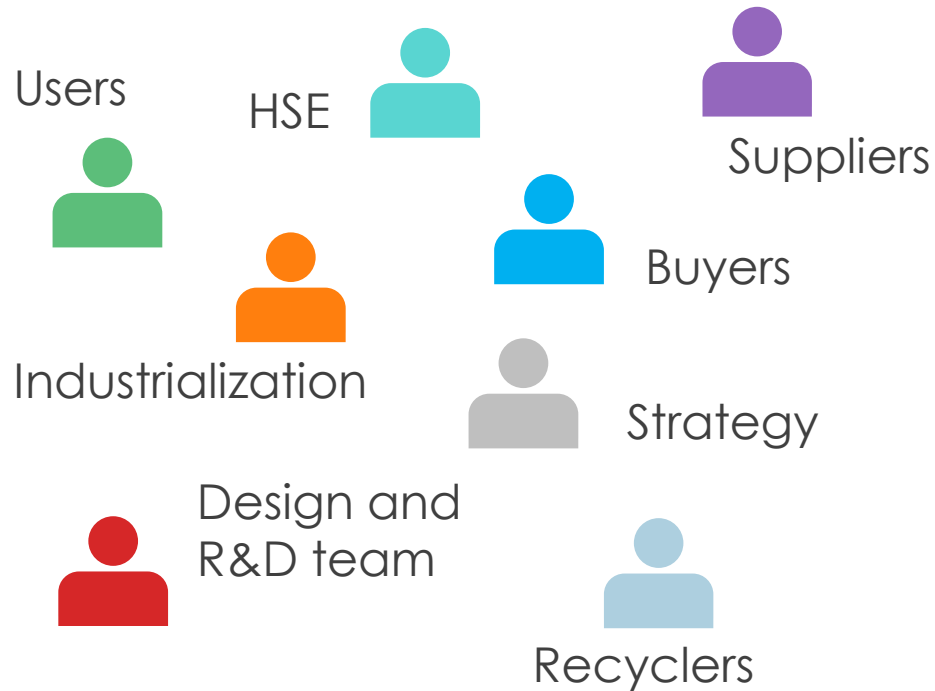 Users
HSE
Suppliers
Buyers
Industrialization
Strategy
Design and
R&D team
Recyclers